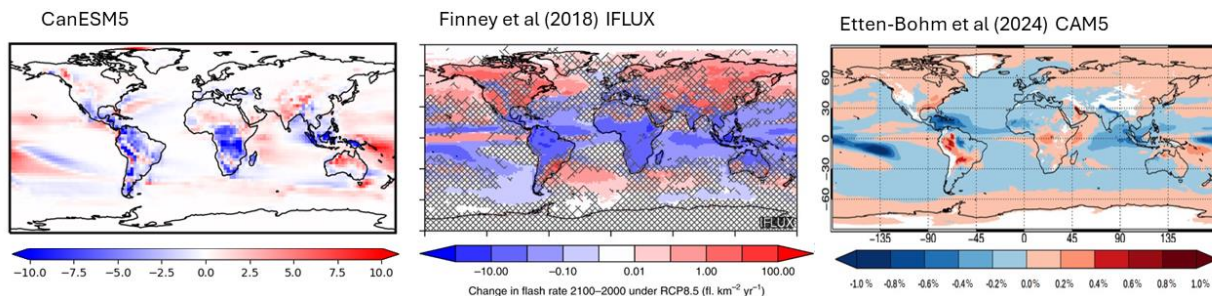 CanESM5
Finney et al (2018) IFLUX
Etten-Bohm et al (2024) CAM5
IFLUX
60
30
0
-30
-60
-135 -90 -45 0 45 90 135
-10.0 -7.5 -5.0 -2.5 0.0 2.5 5.0 7.5 10.0
-10.00 -0.10 0.01 1.00 100.00
Change in flash rate 2100–2000 under RCP8.5 (fl. km⁻² yr⁻¹)
-1.0 % -0.8% -0.6% -0.4% -0.2% 0.0% 0.2% 0.4% 0.6% 0.8% 1.0%